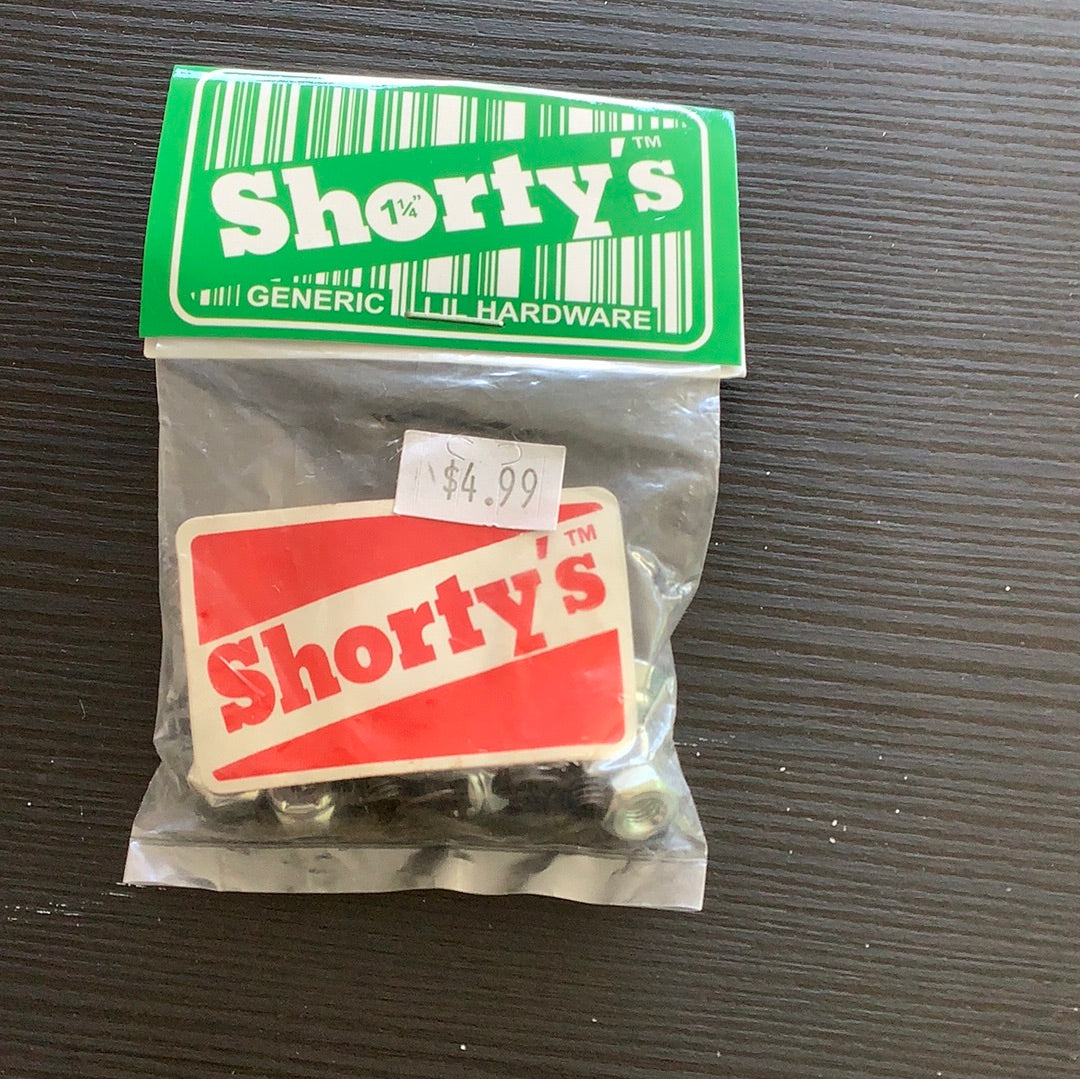 Shorty's™
1¼"
GENERIC LIL HARDWARE
$4.99
Shorty's™